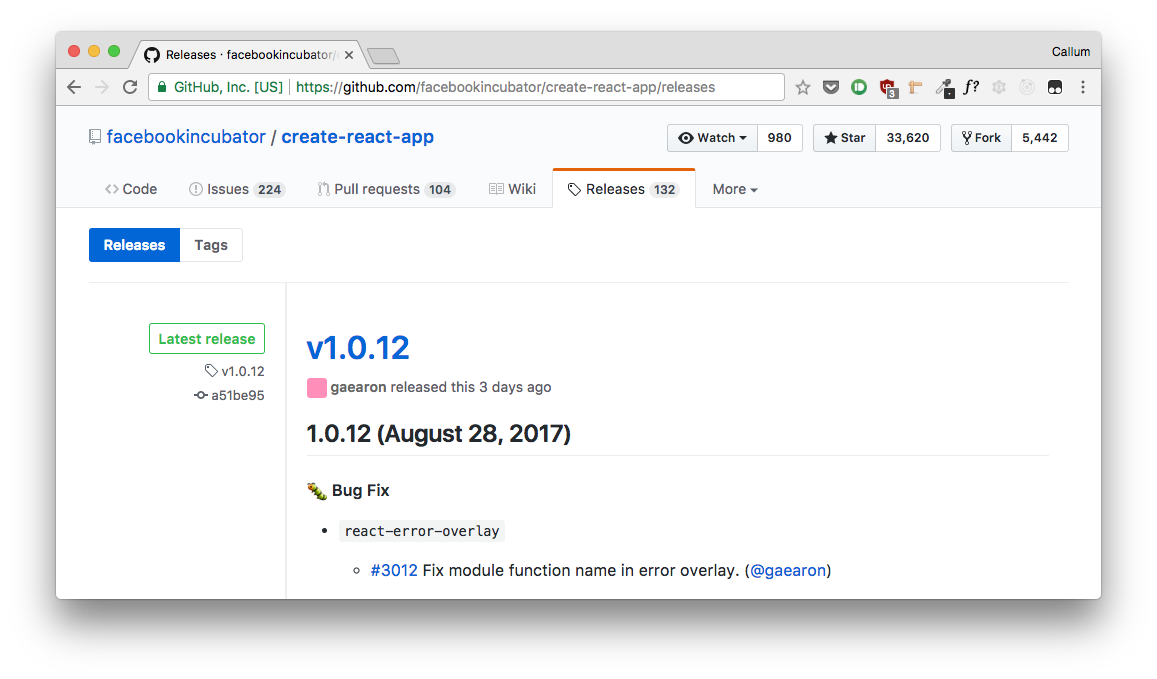 Releases · facebookincubator/
Callum
GitHub, Inc. [US] https://github.com/facebookincubator/create-react-app/releases
3
f?
facebookincubator / create-react-app
Watch 980 Star 33,620 Fork 5,442
Code Issues 224 Pull requests 104 Wiki Releases 132 More
Releases Tags
Latest release
v1.0.12
a51be95
v1.0.12
gaearon released this 3 days ago
1.0.12 (August 28, 2017)
Bug Fix
react-error-overlay
#3012 Fix module function name in error overlay. (@gaearon)